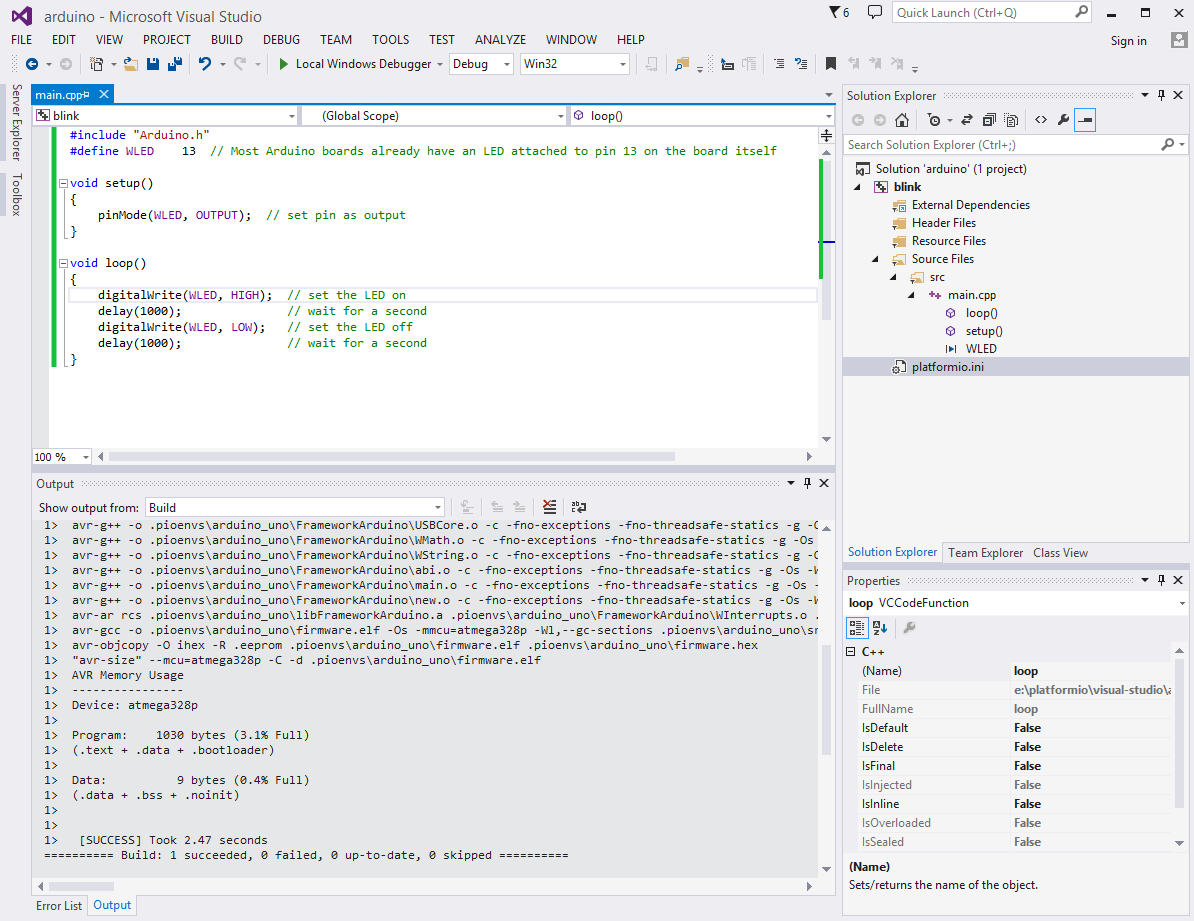 arduino - Microsoft Visual Studio
6
Quick Launch (Ctrl+Q)
FILE EDIT VIEW PROJECT BUILD DEBUG TEAM TOOLS TEST ANALYZE WINDOW HELP
Sign in
Local Windows Debugger Debug Win32
Server Explorer
Toolbox
main.cpp
blink (Global Scope) loop()
#include "Arduino.h"
#define WLED    13  // Most Arduino boards already have an LED attached to pin 13 on the board itself
void setup()
{
    pinMode(WLED, OUTPUT);  // set pin as output
}
void loop()
{
    digitalWrite(WLED, HIGH);  // set the LED on
    delay(1000);               // wait for a second
    digitalWrite(WLED, LOW);   // set the LED off
    delay(1000);               // wait for a second
}
100 %
Output
Show output from: Build
1>  avr-g++ -o .pioenvs\arduino_uno\FrameworkArduino\USBCore.o -c -fno-exceptions -fno-threadsafe-statics -g -O
1>  avr-g++ -o .pioenvs\arduino_uno\FrameworkArduino\WMath.o -c -fno-exceptions -fno-threadsafe-statics -g -Os
1>  avr-g++ -o .pioenvs\arduino_uno\FrameworkArduino\WString.o -c -fno-exceptions -fno-threadsafe-statics -g -O
1>  avr-g++ -o .pioenvs\arduino_uno\FrameworkArduino\abi.o -c -fno-exceptions -fno-threadsafe-statics -g -Os -W
1>  avr-g++ -o .pioenvs\arduino_uno\FrameworkArduino\main.o -c -fno-exceptions -fno-threadsafe-statics -g -Os -
1>  avr-g++ -o .pioenvs\arduino_uno\FrameworkArduino\new.o -c -fno-exceptions -fno-threadsafe-statics -g -Os -W
1>  avr-ar rcs .pioenvs\arduino_uno\libFrameworkArduino.a .pioenvs\arduino_uno\FrameworkArduino\WInterrupts.o .
1>  avr-gcc -o .pioenvs\arduino_uno\firmware.elf -Os -mmcu=atmega328p -Wl,--gc-sections .pioenvs\arduino_uno\sr
1>  avr-objcopy -O ihex -R .eeprom .pioenvs\arduino_uno\firmware.elf .pioenvs\arduino_uno\firmware.hex
1>  "avr-size" --mcu=atmega328p -C -d .pioenvs\arduino_uno\firmware.elf
1>  AVR Memory Usage
1>  ----------------
1>  Device: atmega328p
1>
1>  Program:    1030 bytes (3.1% Full)
1>  (.text + .data + .bootloader)
1>
1>  Data:          9 bytes (0.4% Full)
1>  (.data + .bss + .noinit)
1>
1>
1>   [SUCCESS] Took 2.47 seconds
========== Build: 1 succeeded, 0 failed, 0 up-to-date, 0 skipped ==========
Error List Output
Solution Explorer
Search Solution Explorer (Ctrl+;)
Solution 'arduino' (1 project)
blink
External Dependencies
Header Files
Resource Files
Source Files
src
main.cpp
loop()
setup()
WLED
platformio.ini
Solution Explorer Team Explorer Class View
Properties
loop VCCodeFunction
C++
(Name) loop
File e:\platformio\visual-studio\a
FullName loop
IsDefault False
IsDelete False
IsFinal False
IsInjected False
IsInline False
IsOverloaded False
IsSealed False
(Name)
Sets/returns the name of the object.